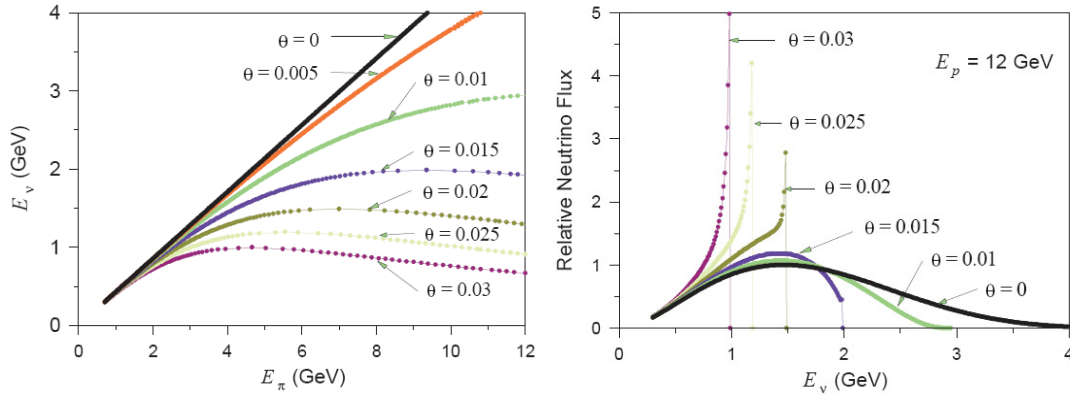 4
3
2
1
0
E_ν (GeV)
θ = 0
θ = 0.005
θ = 0.01
θ = 0.015
θ = 0.02
θ = 0.025
θ = 0.03
0 2 4 6 8 10 12
E_π (GeV)
5
4
3
2
1
0
Relative Neutrino Flux
θ = 0.03
E_p = 12 GeV
θ = 0.025
θ = 0.02
θ = 0.015
θ = 0.01
θ = 0
0 1 2 3 4
E_ν (GeV)